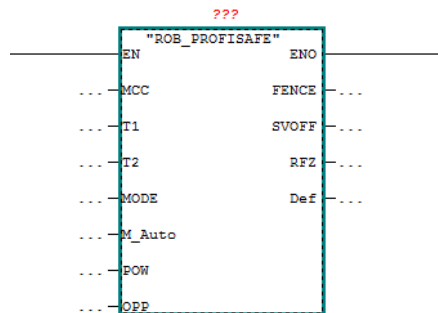 ???
"ROB_PROFISAFE"
EN ENO
... MCC FENCE ...
... T1 SVOFF ...
... T2 RFZ ...
... MODE Def ...
... M_Auto
... POW
... OPP